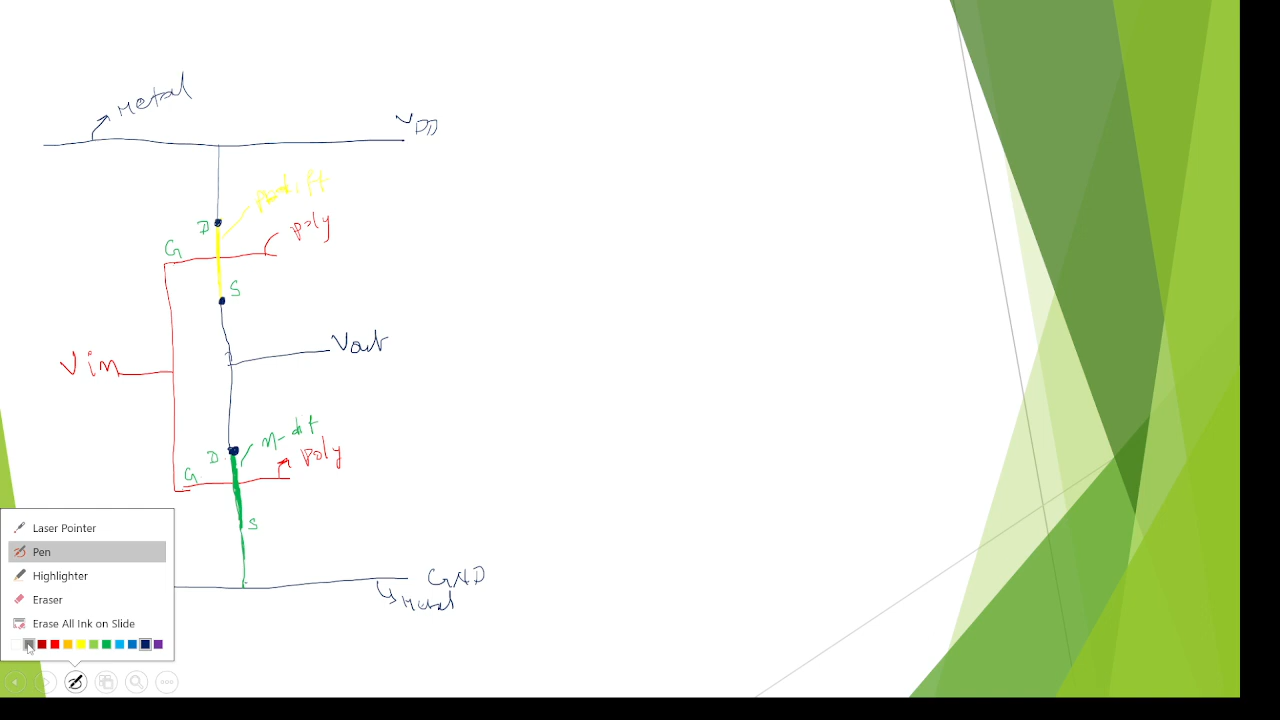 Metal
VDD
P-diff
D
poly
G
S
Vout
Vin
n-dif
D
poly
G
S
GND
Metal
Laser Pointer
Pen
Highlighter
Eraser
Erase All Ink on Slide